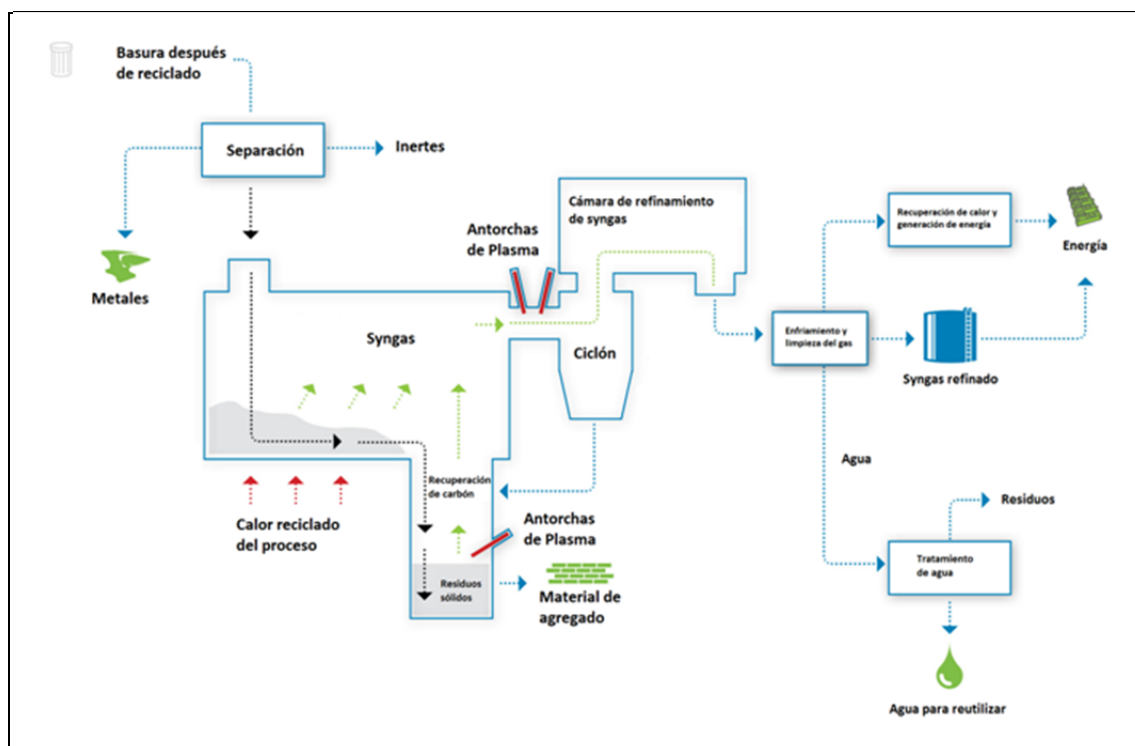 Basura después
de reciclado
Separación
Inertes
Metales
Antorchas
de Plasma
Cámara de refinamiento
de syngas
Recuperación de calor y
generación de energía
Energía
Syngas
Ciclón
Enfriamiento y
limpieza del gas
Syngas refinado
Recuperación
de carbón
Agua
Calor reciclado
del proceso
Antorchas
de Plasma
Residuos
Tratamiento
de agua
Residuos
sólidos
Material de
agregado
Agua para reutilizar